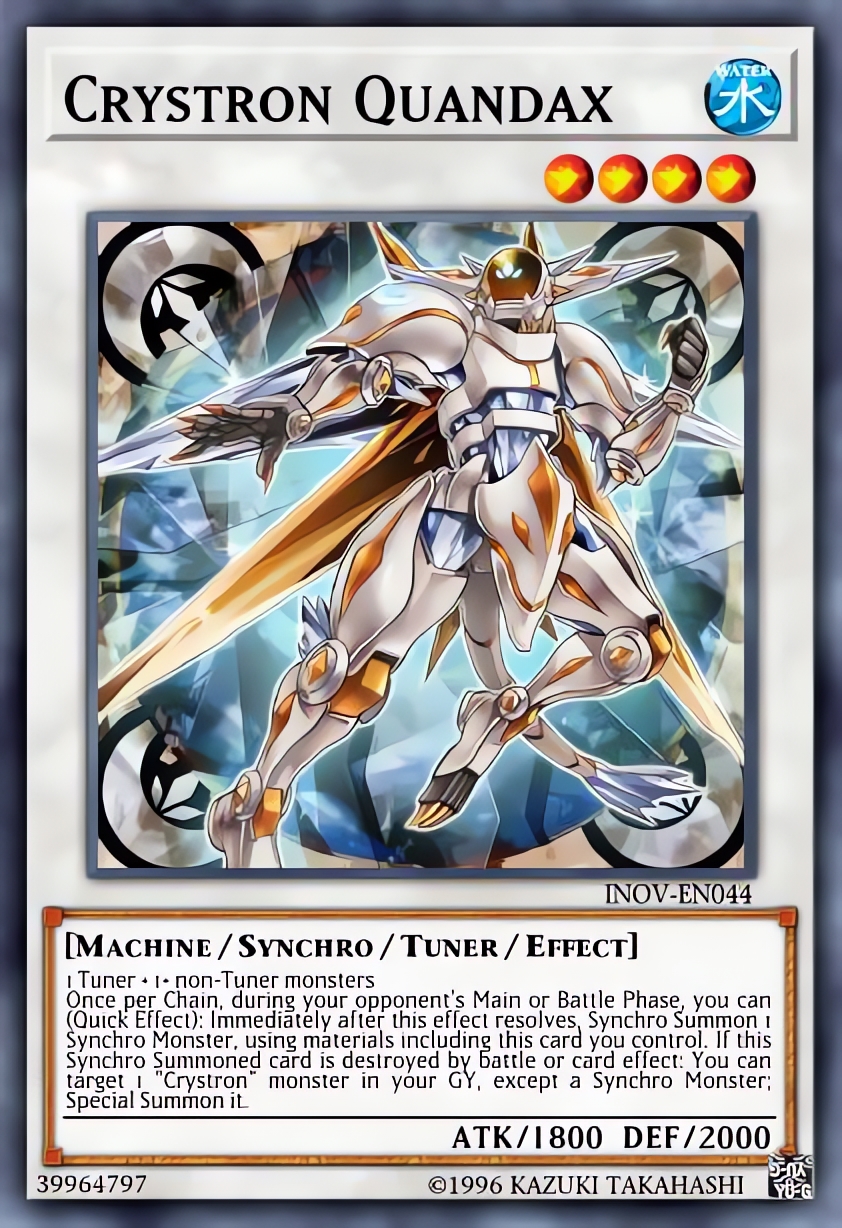 CRYSTRON QUANDAX
WATER
水
INOV-EN044
[MACHINE / SYNCHRO / TUNER / EFFECT]
1 Tuner + 1+ non-Tuner monsters
Once per Chain, during your opponent's Main or Battle Phase, you can
(Quick Effect): Immediately after this effect resolves, Synchro Summon 1
Synchro Monster, using materials including this card you control. If this
Synchro Summoned card is destroyed by battle or card effect: You can
target 1 "Crystron" monster in your GY, except a Synchro Monster;
Special Summon it.
ATK/1800 DEF/2000
39964797
©1996 KAZUKI TAKAHASHI